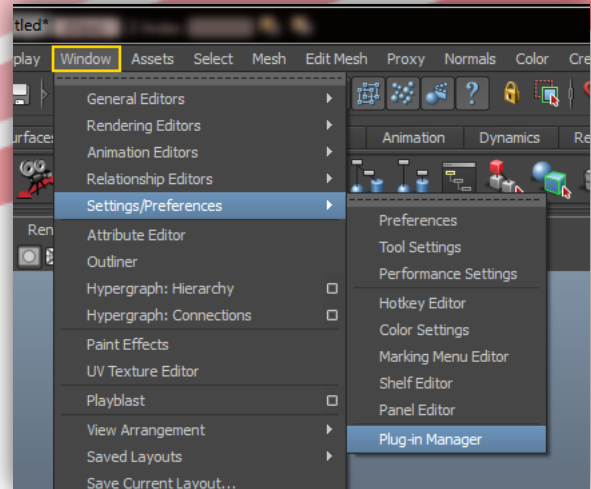 tled*
play Window Assets Select Mesh Edit Mesh Proxy Normals Color Cre
urfaces Animation Dynamics Re
General Editors
Rendering Editors
Animation Editors
Relationship Editors
Settings/Preferences
Ren
Attribute Editor
Outliner
Hypergraph: Hierarchy
Hypergraph: Connections
Paint Effects
UV Texture Editor
Playblast
View Arrangement
Saved Layouts
Save Current Layout...
Preferences
Tool Settings
Performance Settings
Hotkey Editor
Color Settings
Marking Menu Editor
Shelf Editor
Panel Editor
Plug-in Manager